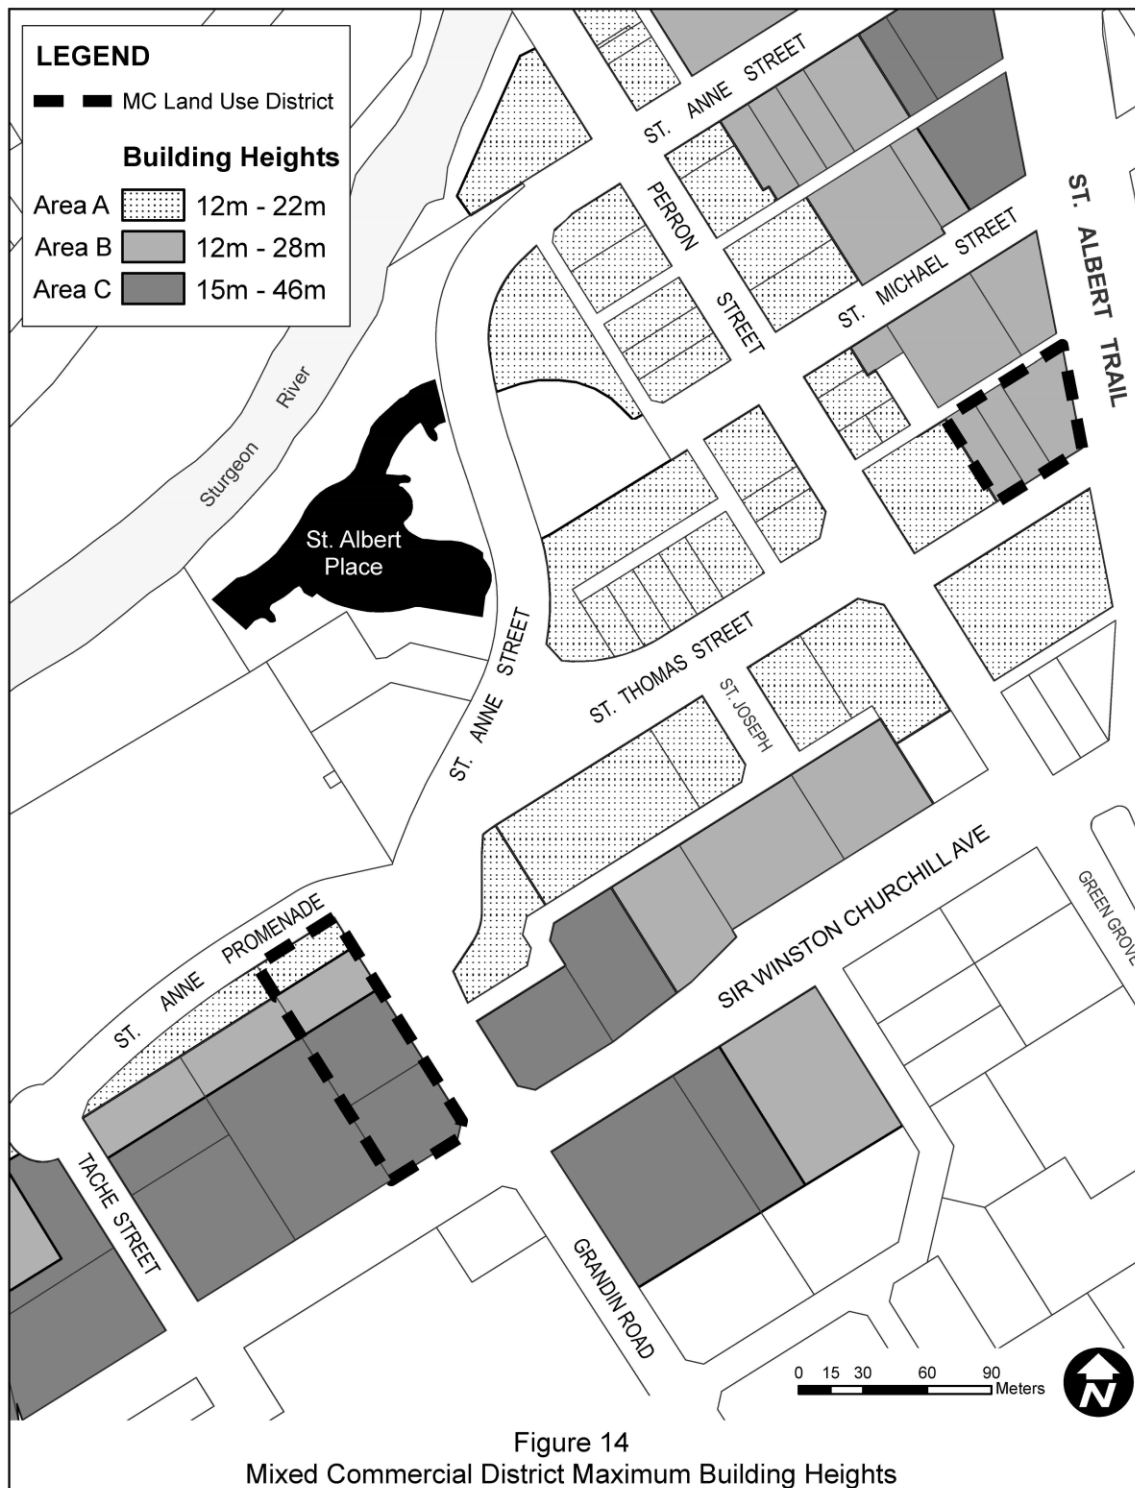 LEGEND
MC Land Use District
Building Heights
Area A 12m - 22m
Area B 12m - 28m
Area C 15m - 46m
ST. ANNE STREET
PERRON STREET
ST. MICHAEL STREET
ST. ALBERT TRAIL
Sturgeon River
St. Albert
Place
ST. ANNE STREET
ST. THOMAS STREET
ST. JOSEPH
SIR WINSTON CHURCHILL AVE
GREEN GROVE
ST. ANNE PROMENADE
TACHE STREET
GRANDIN ROAD
0 15 30 60 90
Meters
N
Figure 14
Mixed Commercial District Maximum Building Heights